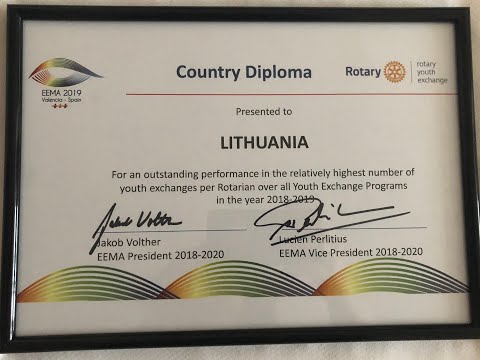 EEMA 2019
Valencia - Spain
Country Diploma
Rotary
rotary
youth
exchange
Presented to
LITHUANIA
For an outstanding performance in the relatively highest number of
youth exchanges per Rotarian over all Youth Exchange Programs
in the year 2018-2019
Jakob Volther
Jakob Volther
EEMA President 2018-2020
Lucien Perlitius
EEMA Vice President 2018-2020